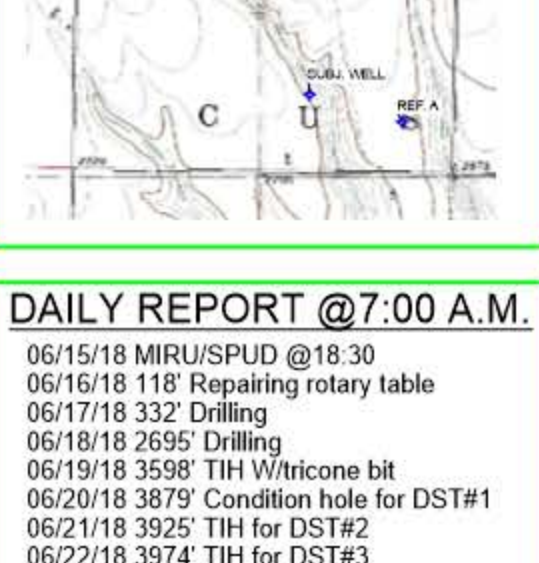 SUBJ. WELL
REF. A
C U
DAILY REPORT @7:00 A.M.
06/15/18 MIRU/SPUD @18:30
06/16/18 118' Repairing rotary table
06/17/18 332' Drilling
06/18/18 2695' Drilling
06/19/18 3598' TIH W/tricone bit
06/20/18 3879' Condition hole for DST#1
06/21/18 3925' TIH for DST#2
06/22/18 3974' TIH for DST#3